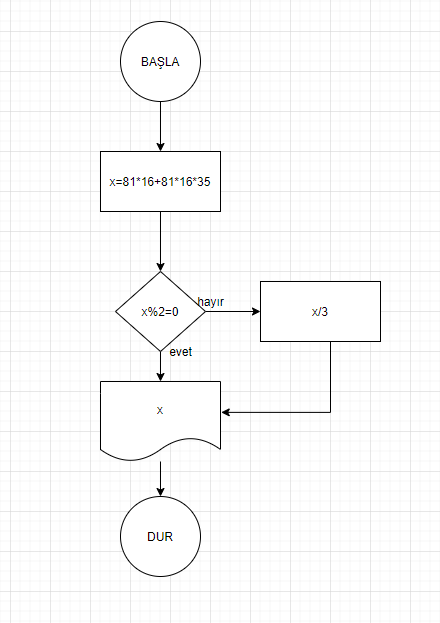 BAŞLA
x=81*16+81*16*35
x%2=0
hayır
x/3
evet
x
DUR